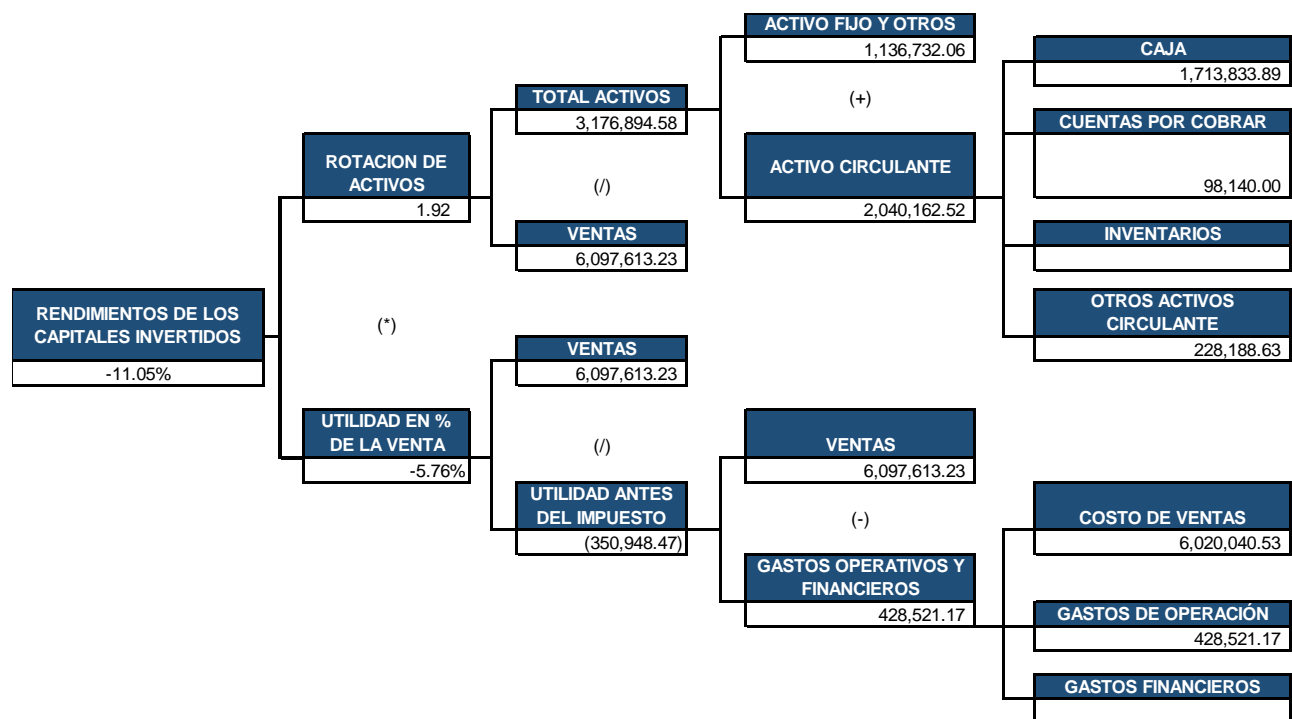 ACTIVO FIJO Y OTROS
1,136,732.06
CAJA
1,713,833.89
TOTAL ACTIVOS
3,176,894.58
(+)
CUENTAS POR COBRAR
98,140.00
ROTACION DE
ACTIVOS
1.92
(/)
ACTIVO CIRCULANTE
2,040,162.52
VENTAS
6,097,613.23
INVENTARIOS
OTROS ACTIVOS
CIRCULANTE
228,188.63
RENDIMIENTOS DE LOS
CAPITALES INVERTIDOS
-11.05%
(*)
VENTAS
6,097,613.23
UTILIDAD EN %
DE LA VENTA
-5.76%
(/)
VENTAS
6,097,613.23
UTILIDAD ANTES
DEL IMPUESTO
(350,948.47)
(-)
COSTO DE VENTAS
6,020,040.53
GASTOS OPERATIVOS Y
FINANCIEROS
428,521.17
GASTOS DE OPERACIÓN
428,521.17
GASTOS FINANCIEROS